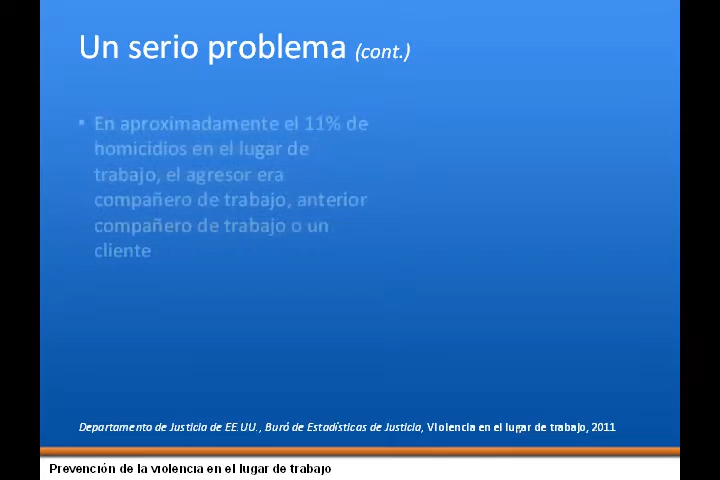 Un serio problema (cont.)
▪ En aproximadamente el 11% de
homicidios en el lugar de
trabajo, el agresor era
compañero de trabajo, anterior
compañero de trabajo o un
cliente
Departamento de Justicia de EE.UU., Buró de Estadísticas de Justicia, Violencia en el lugar de trabajo, 2011
Prevención de la violencia en el lugar de trabajo